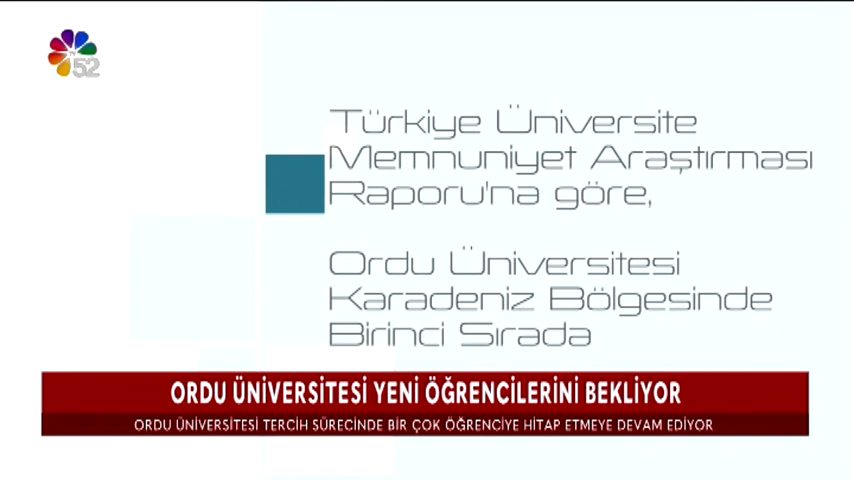 TV
52
Türkiye Üniversite
Memnuniyet Araştırması
Raporu'na göre,
Ordu Üniversitesi
Karadeniz Bölgesinde
Birinci Sırada
ORDU ÜNİVERSİTESİ YENİ ÖĞRENCİLERİNİ BEKLİYOR
ORDU ÜNİVERSİTESİ TERCİH SÜRECİNDE BİR ÇOK ÖĞRENCİYE HİTAP ETMEYE DEVAM EDİYOR